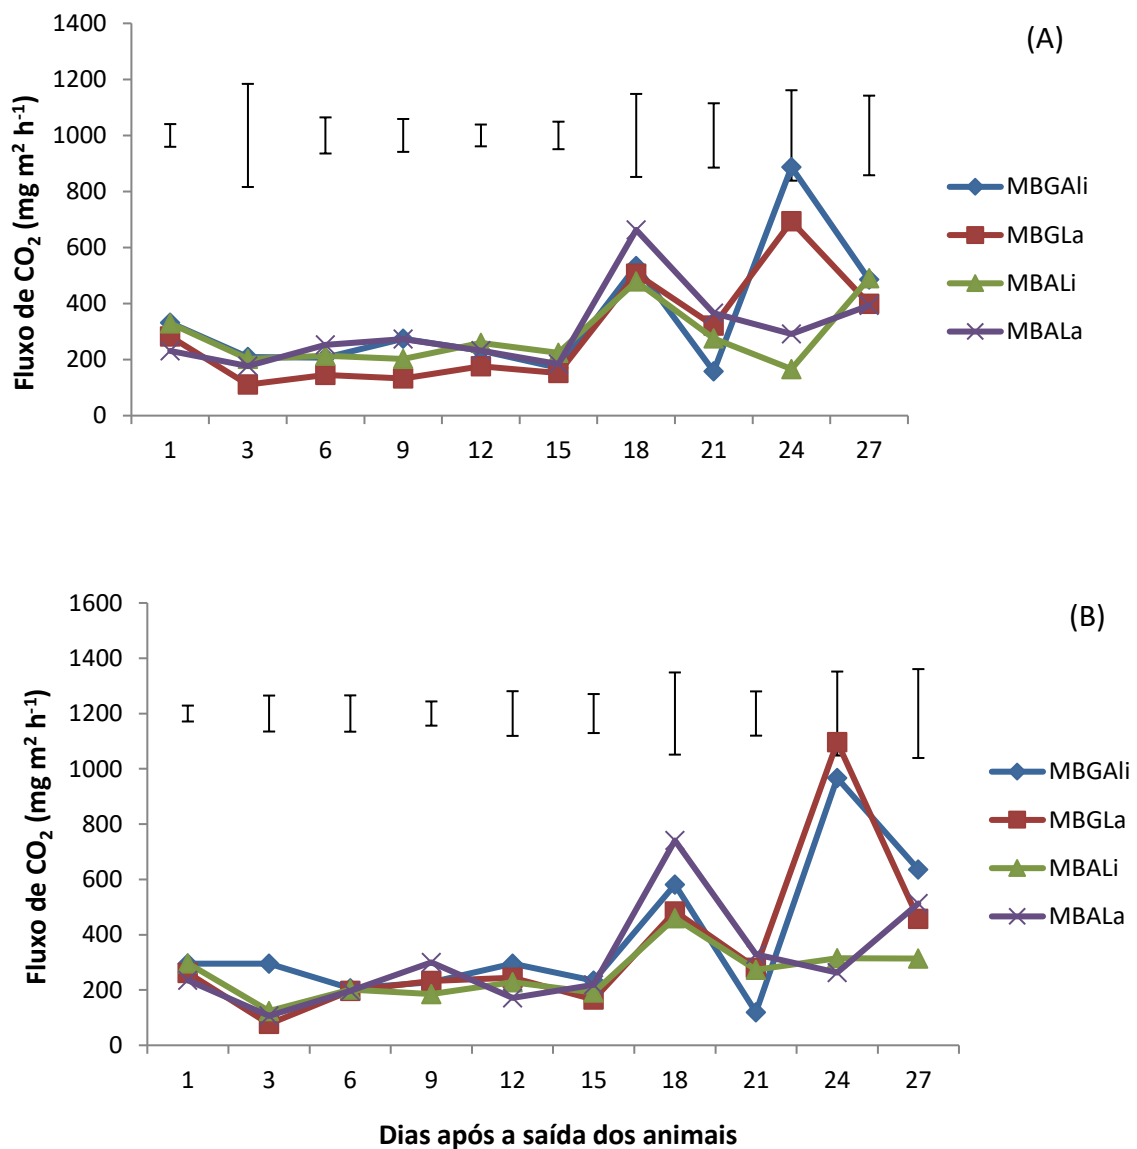 (A)
Fluxo de CO₂ (mg m² h⁻¹)
1400
1200
1000
800
600
400
200
0
1 3 6 9 12 15 18 21 24 27
MBGAli
MBGLa
MBALi
MBALa
(B)
Fluxo de CO₂ (mg m² h⁻¹)
1600
1400
1200
1000
800
600
400
200
0
1 3 6 9 12 15 18 21 24 27
MBGAli
MBGLa
MBALi
MBALa
Dias após a saída dos animais